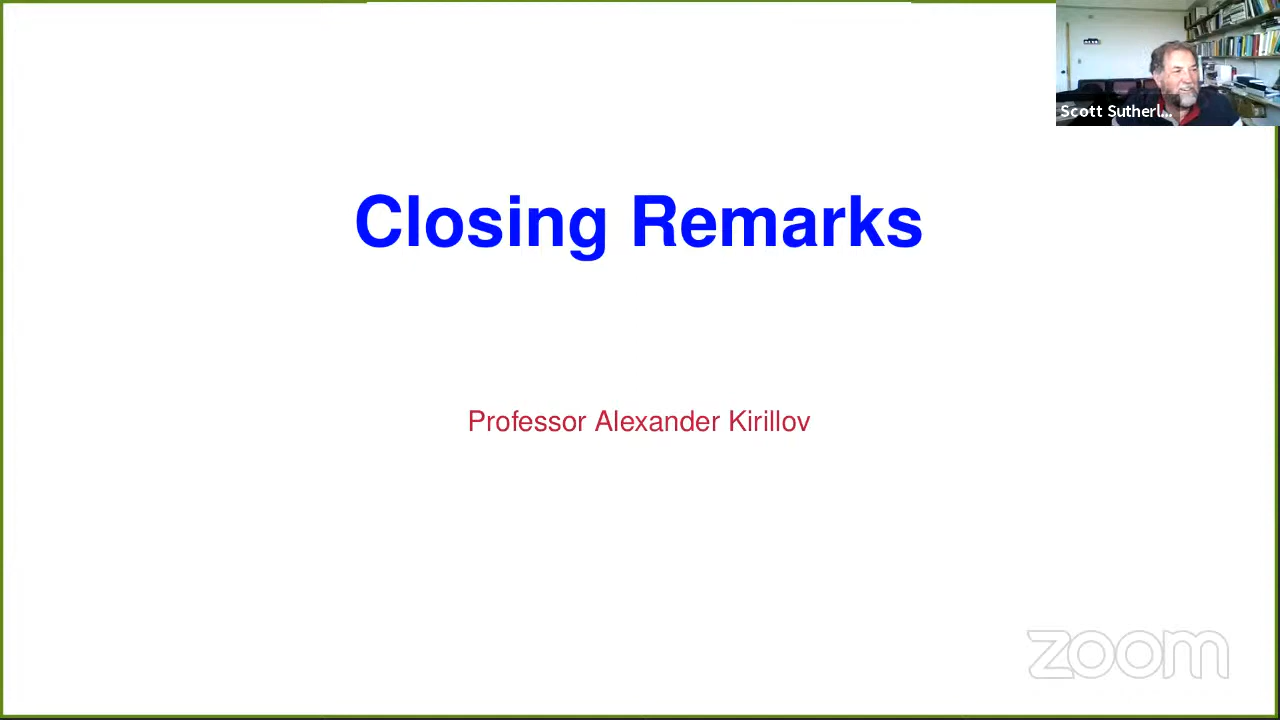 Scott Sutherl...
Closing Remarks
Professor Alexander Kirillov
zoom